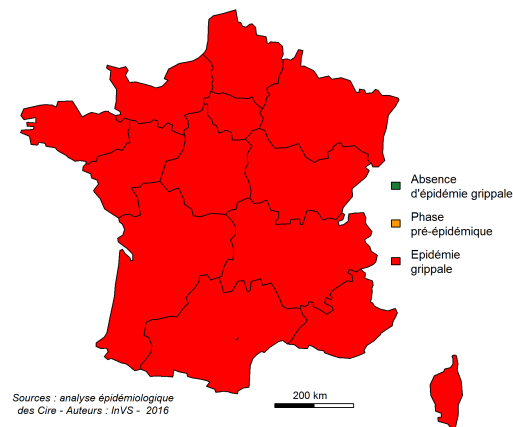 Absence
d'épidémie grippale
Phase
pré-épidémique
Epidémie
grippale
Sources : analyse épidémiologique
des Cire - Auteurs : InVS - 2016
200 km